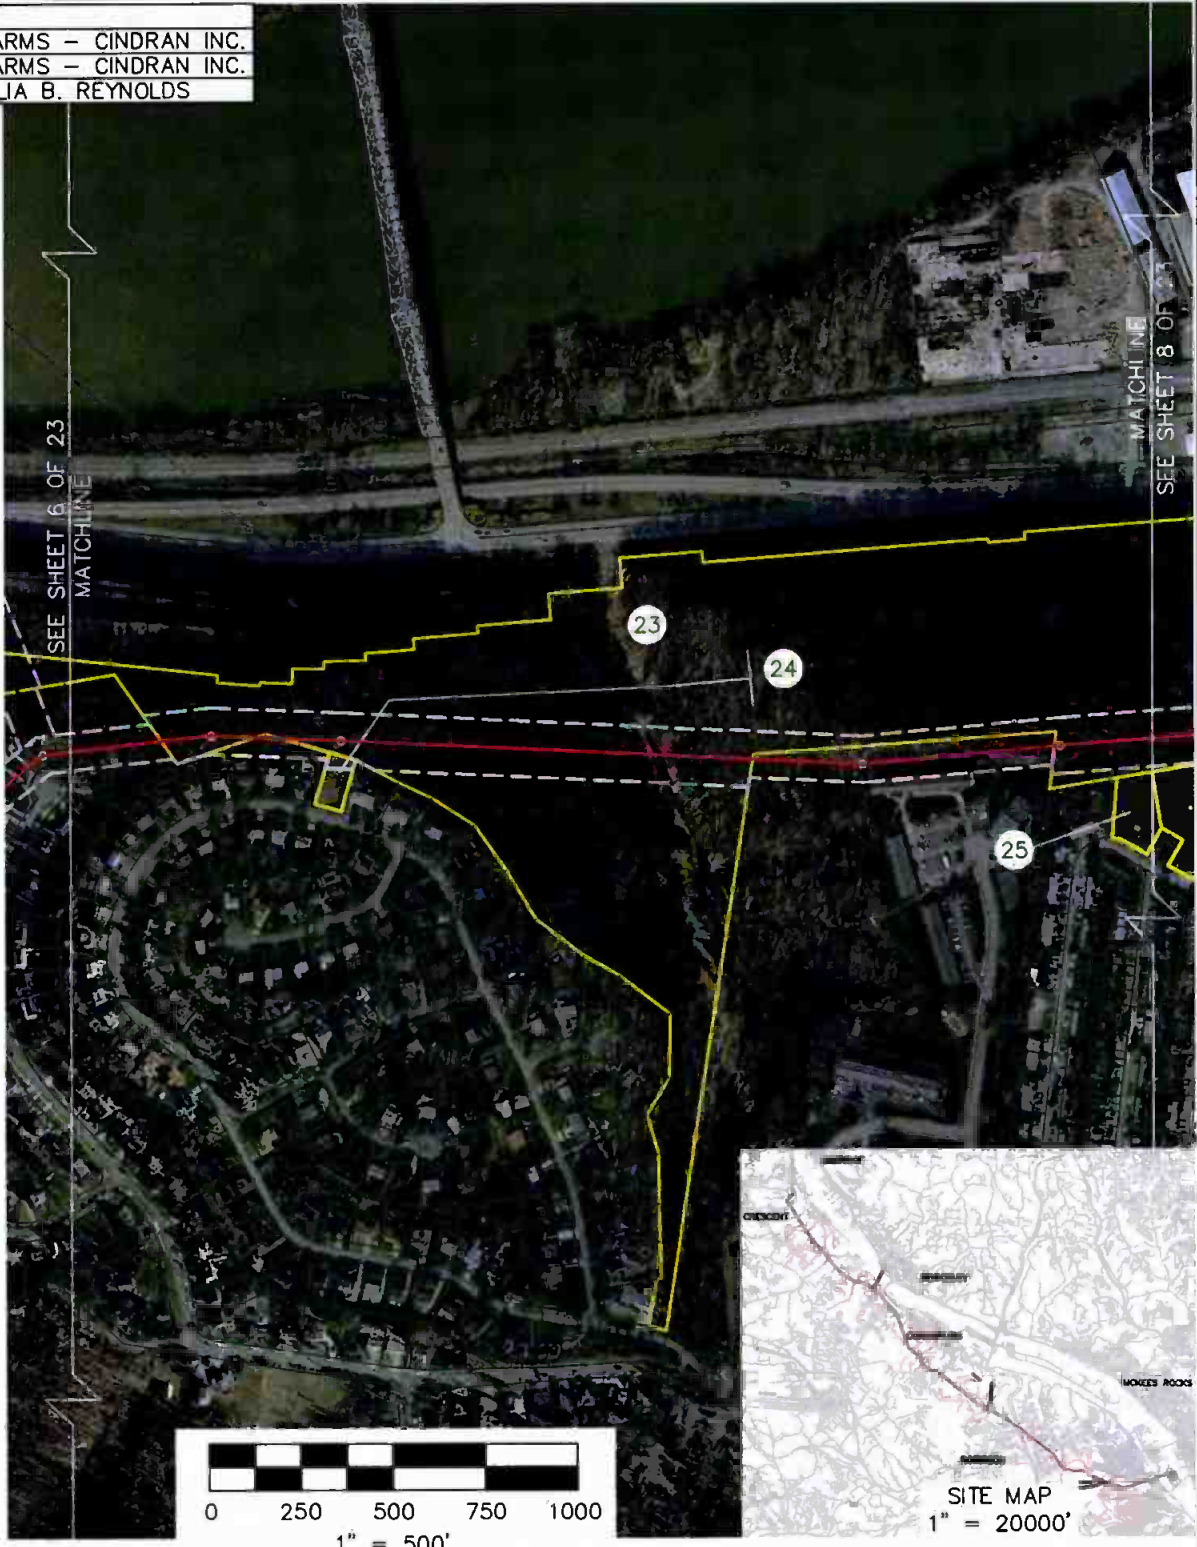 ARMS – CINDRAN INC.
ARMS – CINDRAN INC.
LIA B. REYNOLDS
SEE SHEET 6 OF 23
MATCHLINE
MATCHLINE
SEE SHEET 8 OF 23
23
24
25
CRESCENT
MCKEES ROCKS
SITE MAP
1" = 20000'
0 250 500 750 1000
1" = 500'